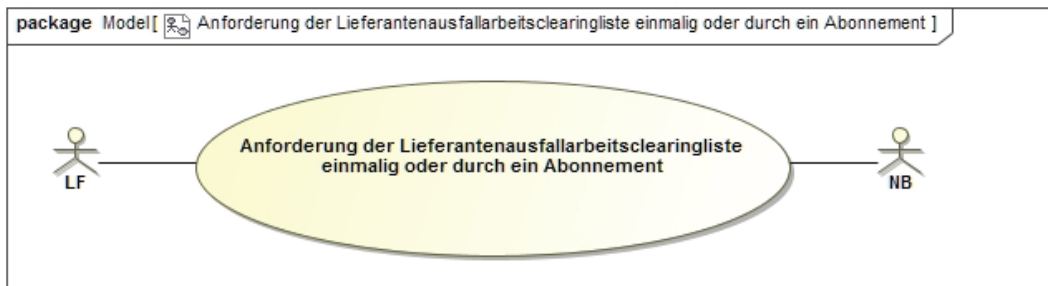 package Model[ Anforderung der Lieferantenausfallarbeitsclearingliste einmalig oder durch ein Abonnement ]
Anforderung der Lieferantenausfallarbeitsclearingliste
einmalig oder durch ein Abonnement
LF
NB